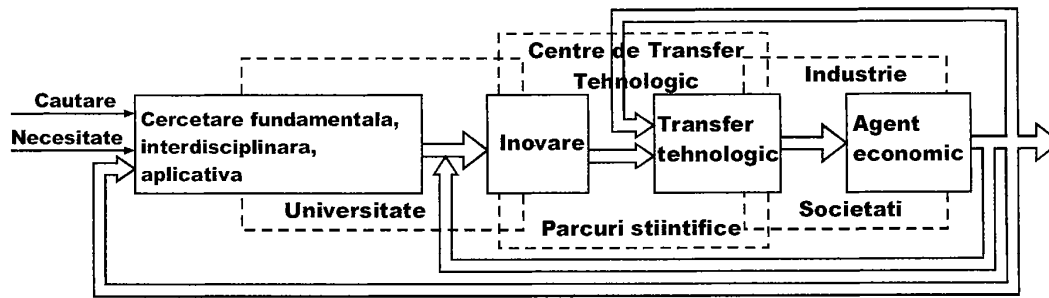 Centre de Transfer
Tehnologic
Industrie
Cautare
Necesitate
Cercetare fundamentala,
interdisciplinara,
aplicativa
Inovare
Transfer
tehnologic
Agent
economic
Universitate
Parcuri stiintifice
Societati